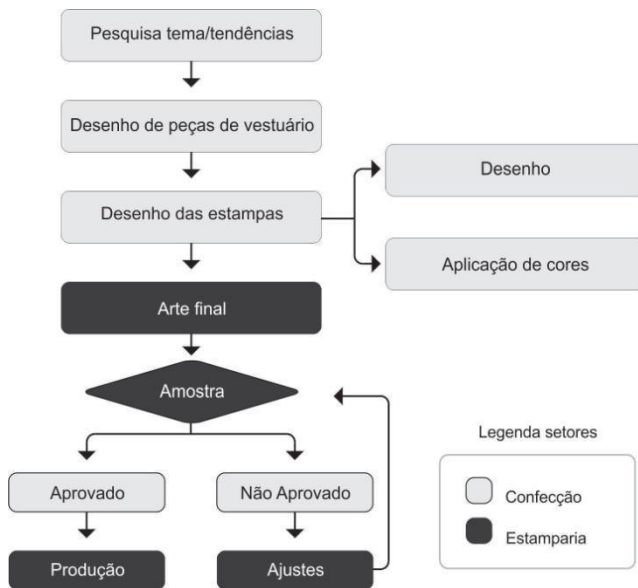 Pesquisa tema/tendências
Desenho de peças de vestuário
Desenho das estampas
Desenho
Aplicação de cores
Arte final
Amostra
Aprovado
Não Aprovado
Produção
Ajustes
Legenda setores
Confecção
Estamparia